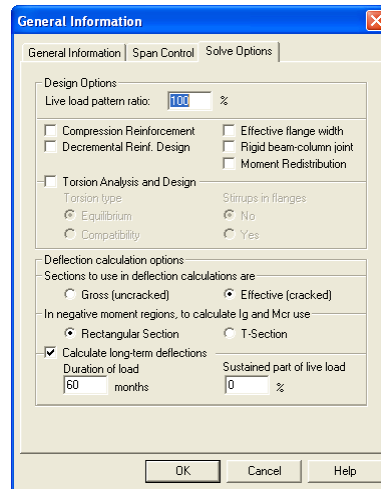 General Information
General Information Span Control Solve Options
Design Options
Live load pattern ratio: 100 %
Compression Reinforcement Effective flange width
Decremental Reinf. Design Rigid beam-column joint
Moment Redistribution
Torsion Analysis and Design
Torsion type Stirrups in flanges
Equilibrium No
Compatibility Yes
Deflection calculation options
Sections to use in deflection calculations are
Gross (uncracked) Effective (cracked)
In negative moment regions, to calculate Ig and Mcr use
Rectangular Section T-Section
Calculate long-term deflections
Duration of load Sustained part of live load
60 months 0 %
OK Cancel Help